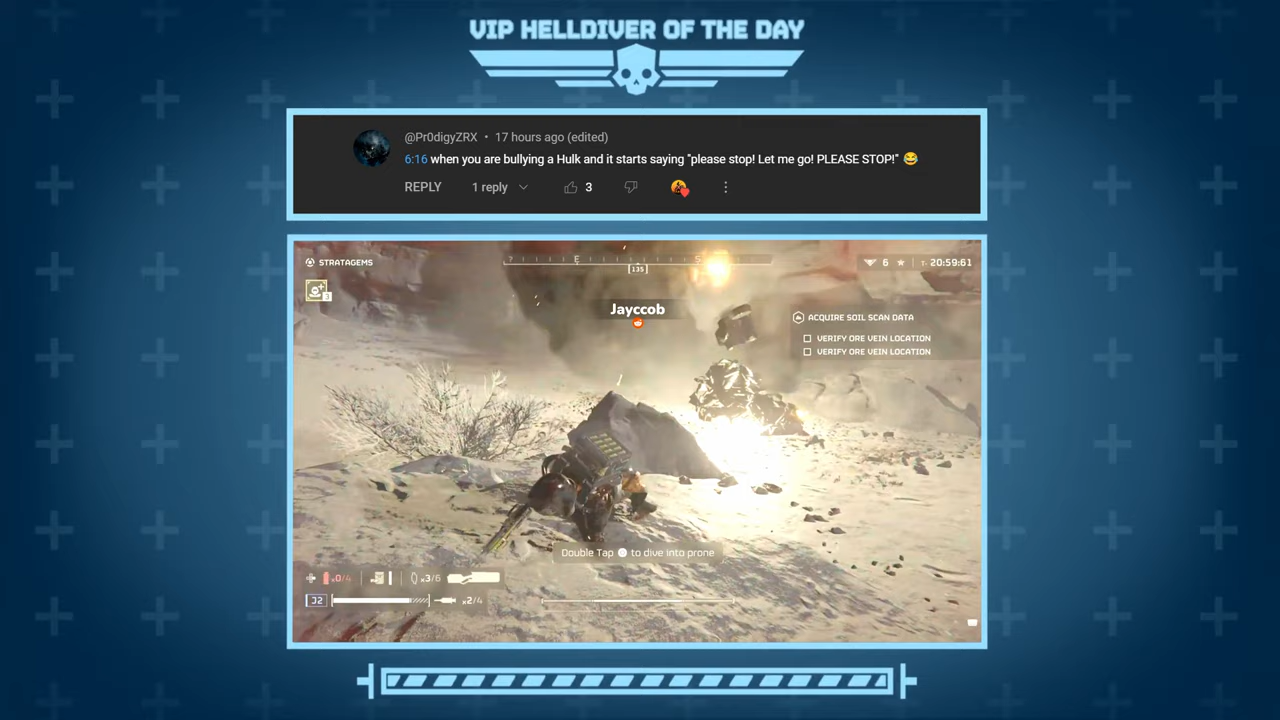 VIP HELLDIVER OF THE DAY
@Pr0digyZRX • 17 hours ago (edited)
6:16 when you are bullying a Hulk and it starts saying "please stop! Let me go! PLEASE STOP!" 😂
REPLY 1 reply 3
STRATAGEMS
3
E S
135
6 T- 20:59:61
Jayccob
ACQUIRE SOIL SCAN DATA
VERIFY ORE VEIN LOCATION
VERIFY ORE VEIN LOCATION
Double Tap to dive into prone
x0/4 x3/6
J2 x2/4